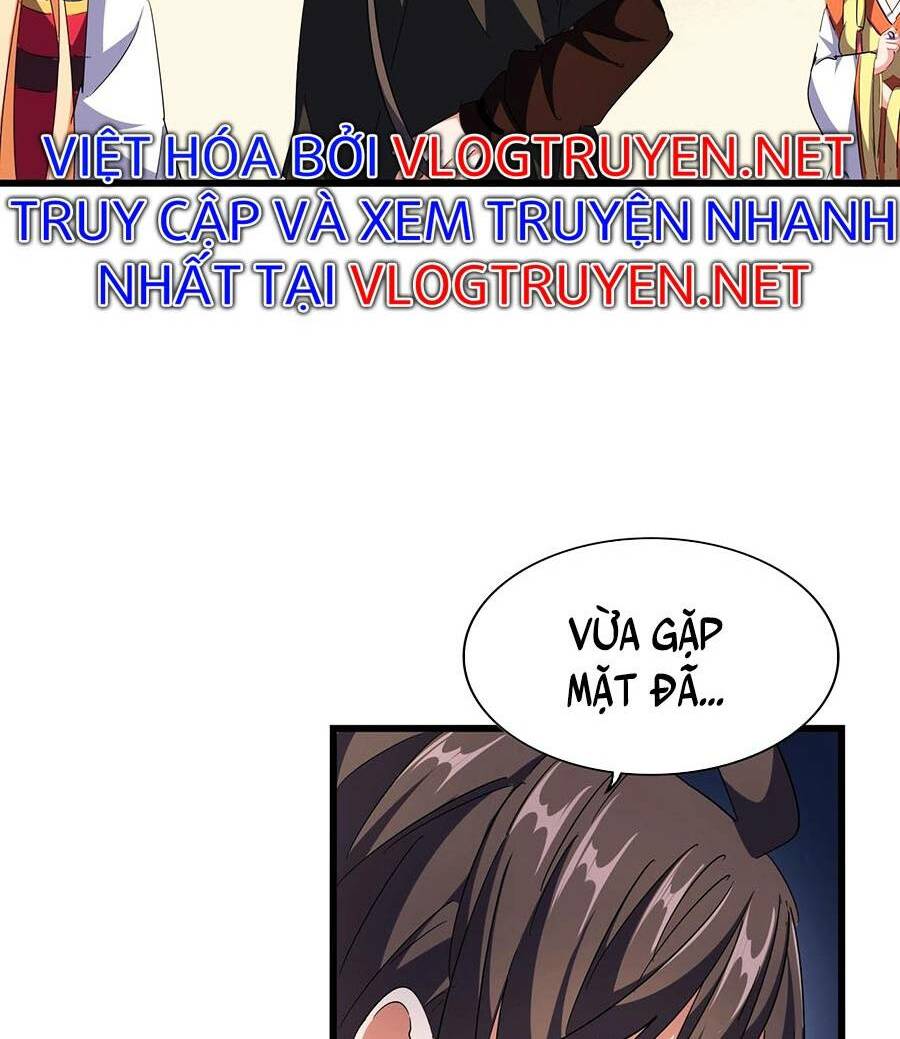 VIỆT HÓA BỞI VLOGTRUYEN.NET
TRUY CẬP VÀ XEM TRUYỆN NHANH
NHẤT TẠI VLOGTRUYEN.NET
VỪA GẶP
MẶT ĐÃ...